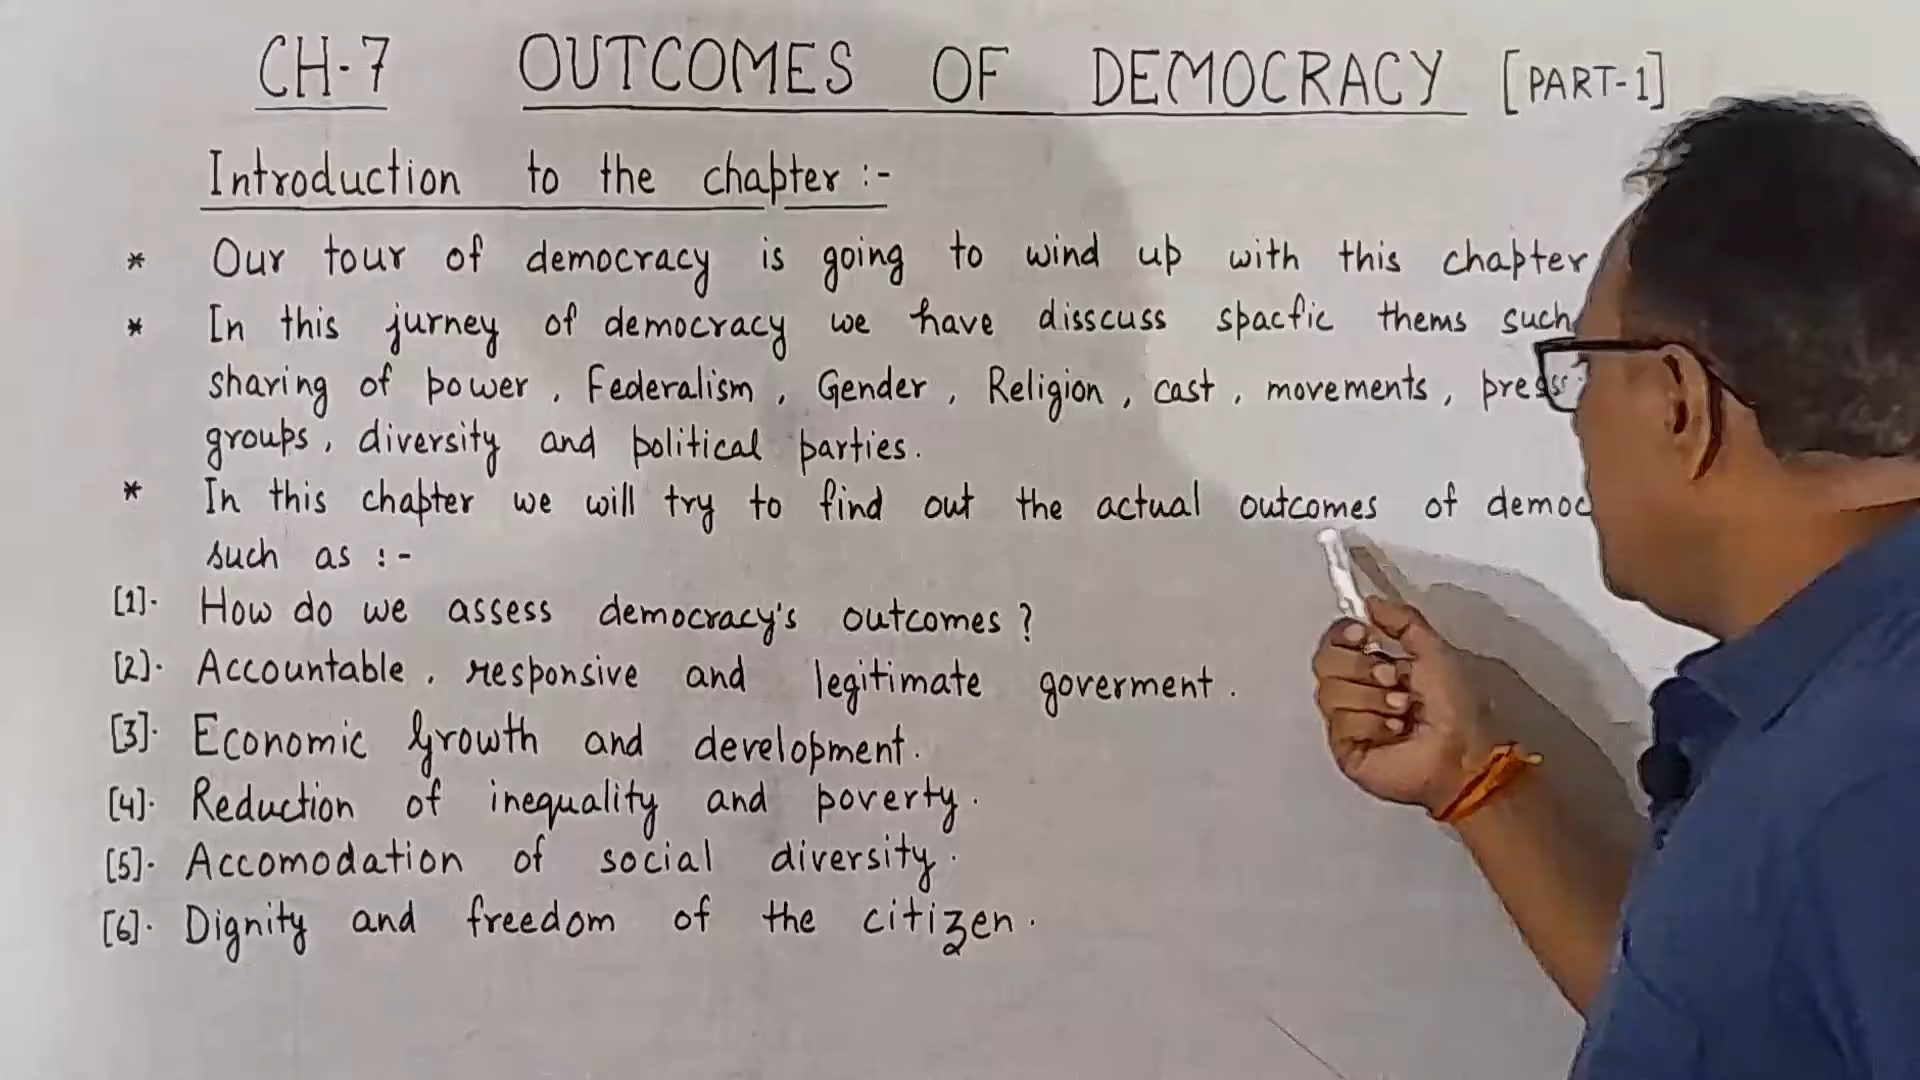 CH-7 OUTCOMES OF DEMOCRACY [PART-1]
Introduction to the chapter :-
* Our tour of democracy is going to wind up with this chapter
* In this jurney of democracy we have disscuss spacfic thems such
sharing of power, Federalism, Gender, Religion, cast, movements,
groups, diversity and political parties.
* In this chapter we will try to find out the actual outcomes of
such as :-
[1]. How do we assess democracy's outcomes?
[2]. Accountable, responsive and legitimate goverment.
[3]. Economic Growth and development.
[4]. Reduction of inequality and poverty.
[5]. Accomodation of social diversity.
[6]. Dignity and freedom of the citizen.